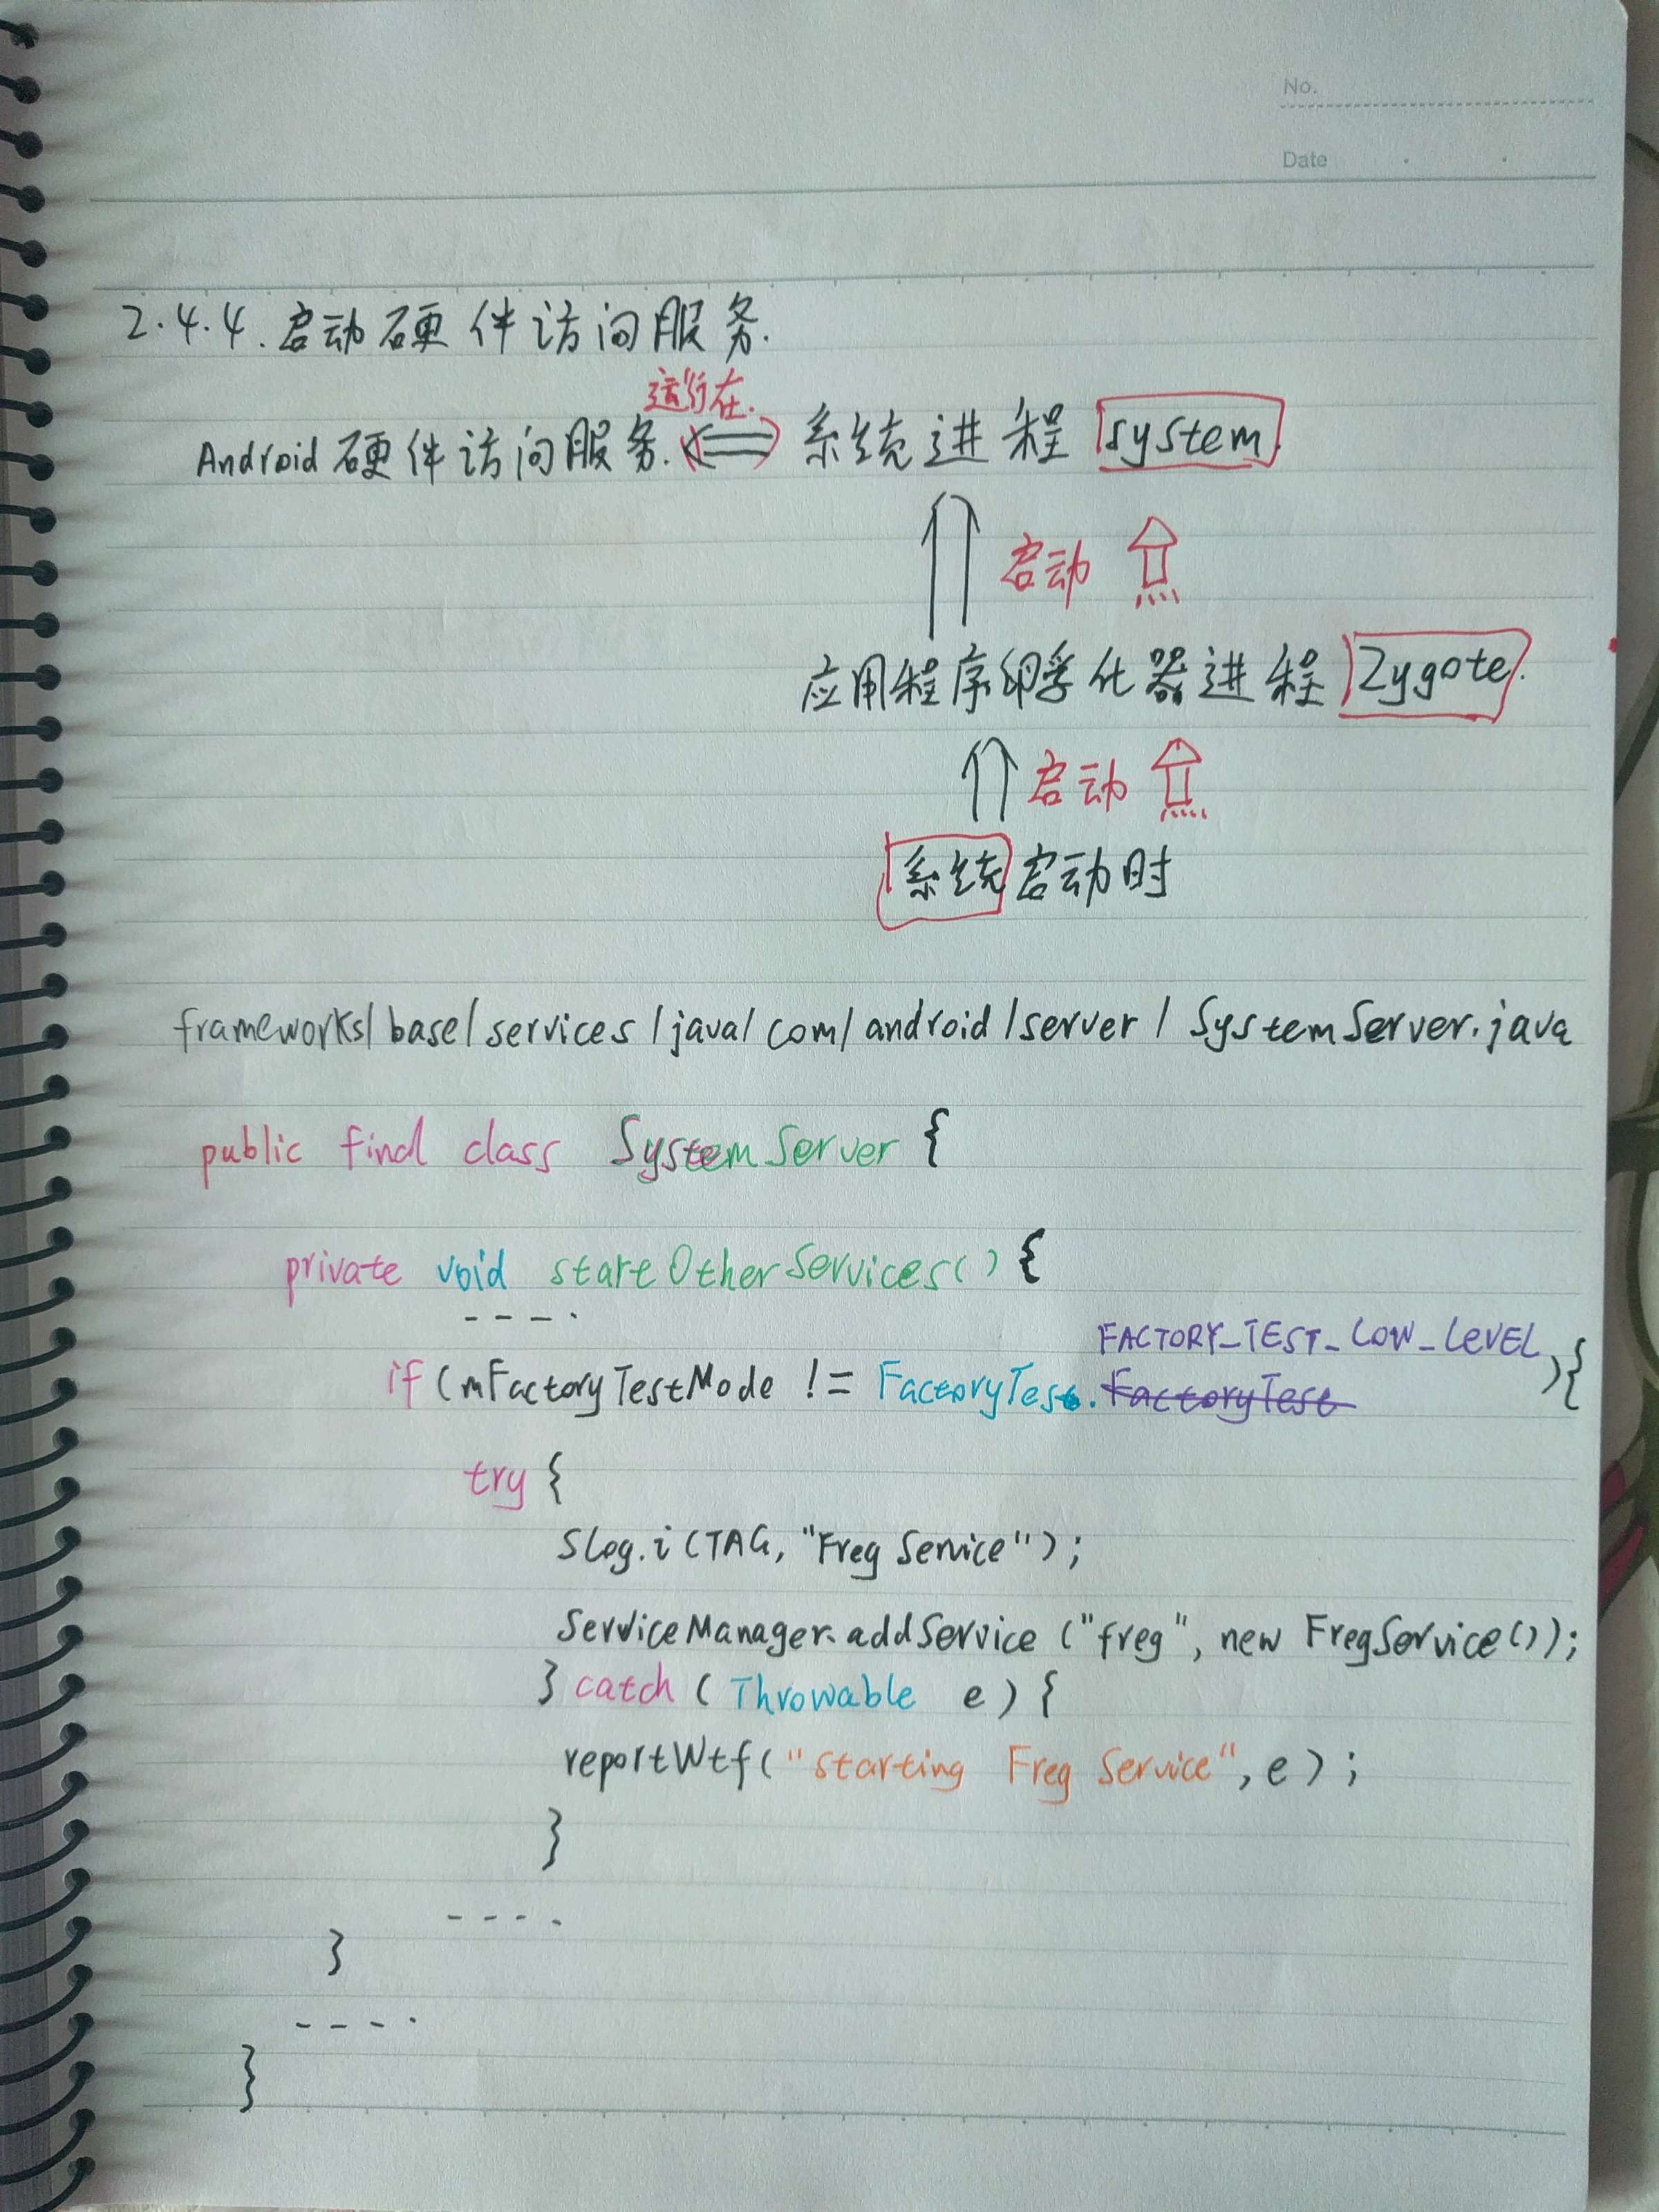 No.
Date
2.4.4. 启动硬件访问服务.
运行在.
Android 硬件访问服务. 系统进程 system.
启动
应用程序孵化器进程 Zygote.
启动
系统启动时
frameworks/base/services/java/com/android/server/SystemServer.java
public final class SystemServer {
private void startOtherServices() {
- - - - .
FACTORY_TEST_LOW_LEVEL
if (mFactoryTestMode != FactoryTest. FactoryTest ) {
try {
Slog.i (TAG, "Freg Service");
ServiceManager.addService ("freg", new FregService());
} catch ( Throwable e ) {
reportWtf( "starting Freg Service", e ) ;
}
- - - .
}
- - - .
}